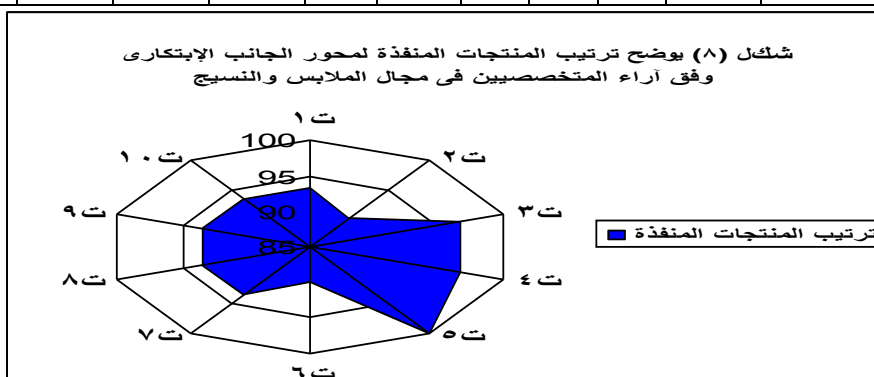 شكل (٨) يوضح ترتيب المنتجات المنفذة لمحور الجانب الإبتكارى
وفق آراء المتخصصيين فى مجال الملابس والنسيج
ت١
ت٢
ت٣
ت٤
ت٥
ت٦
ت٧
ت٨
ت٩
ت١٠
100
95
90
85
ترتيب المنتجات المنفذة